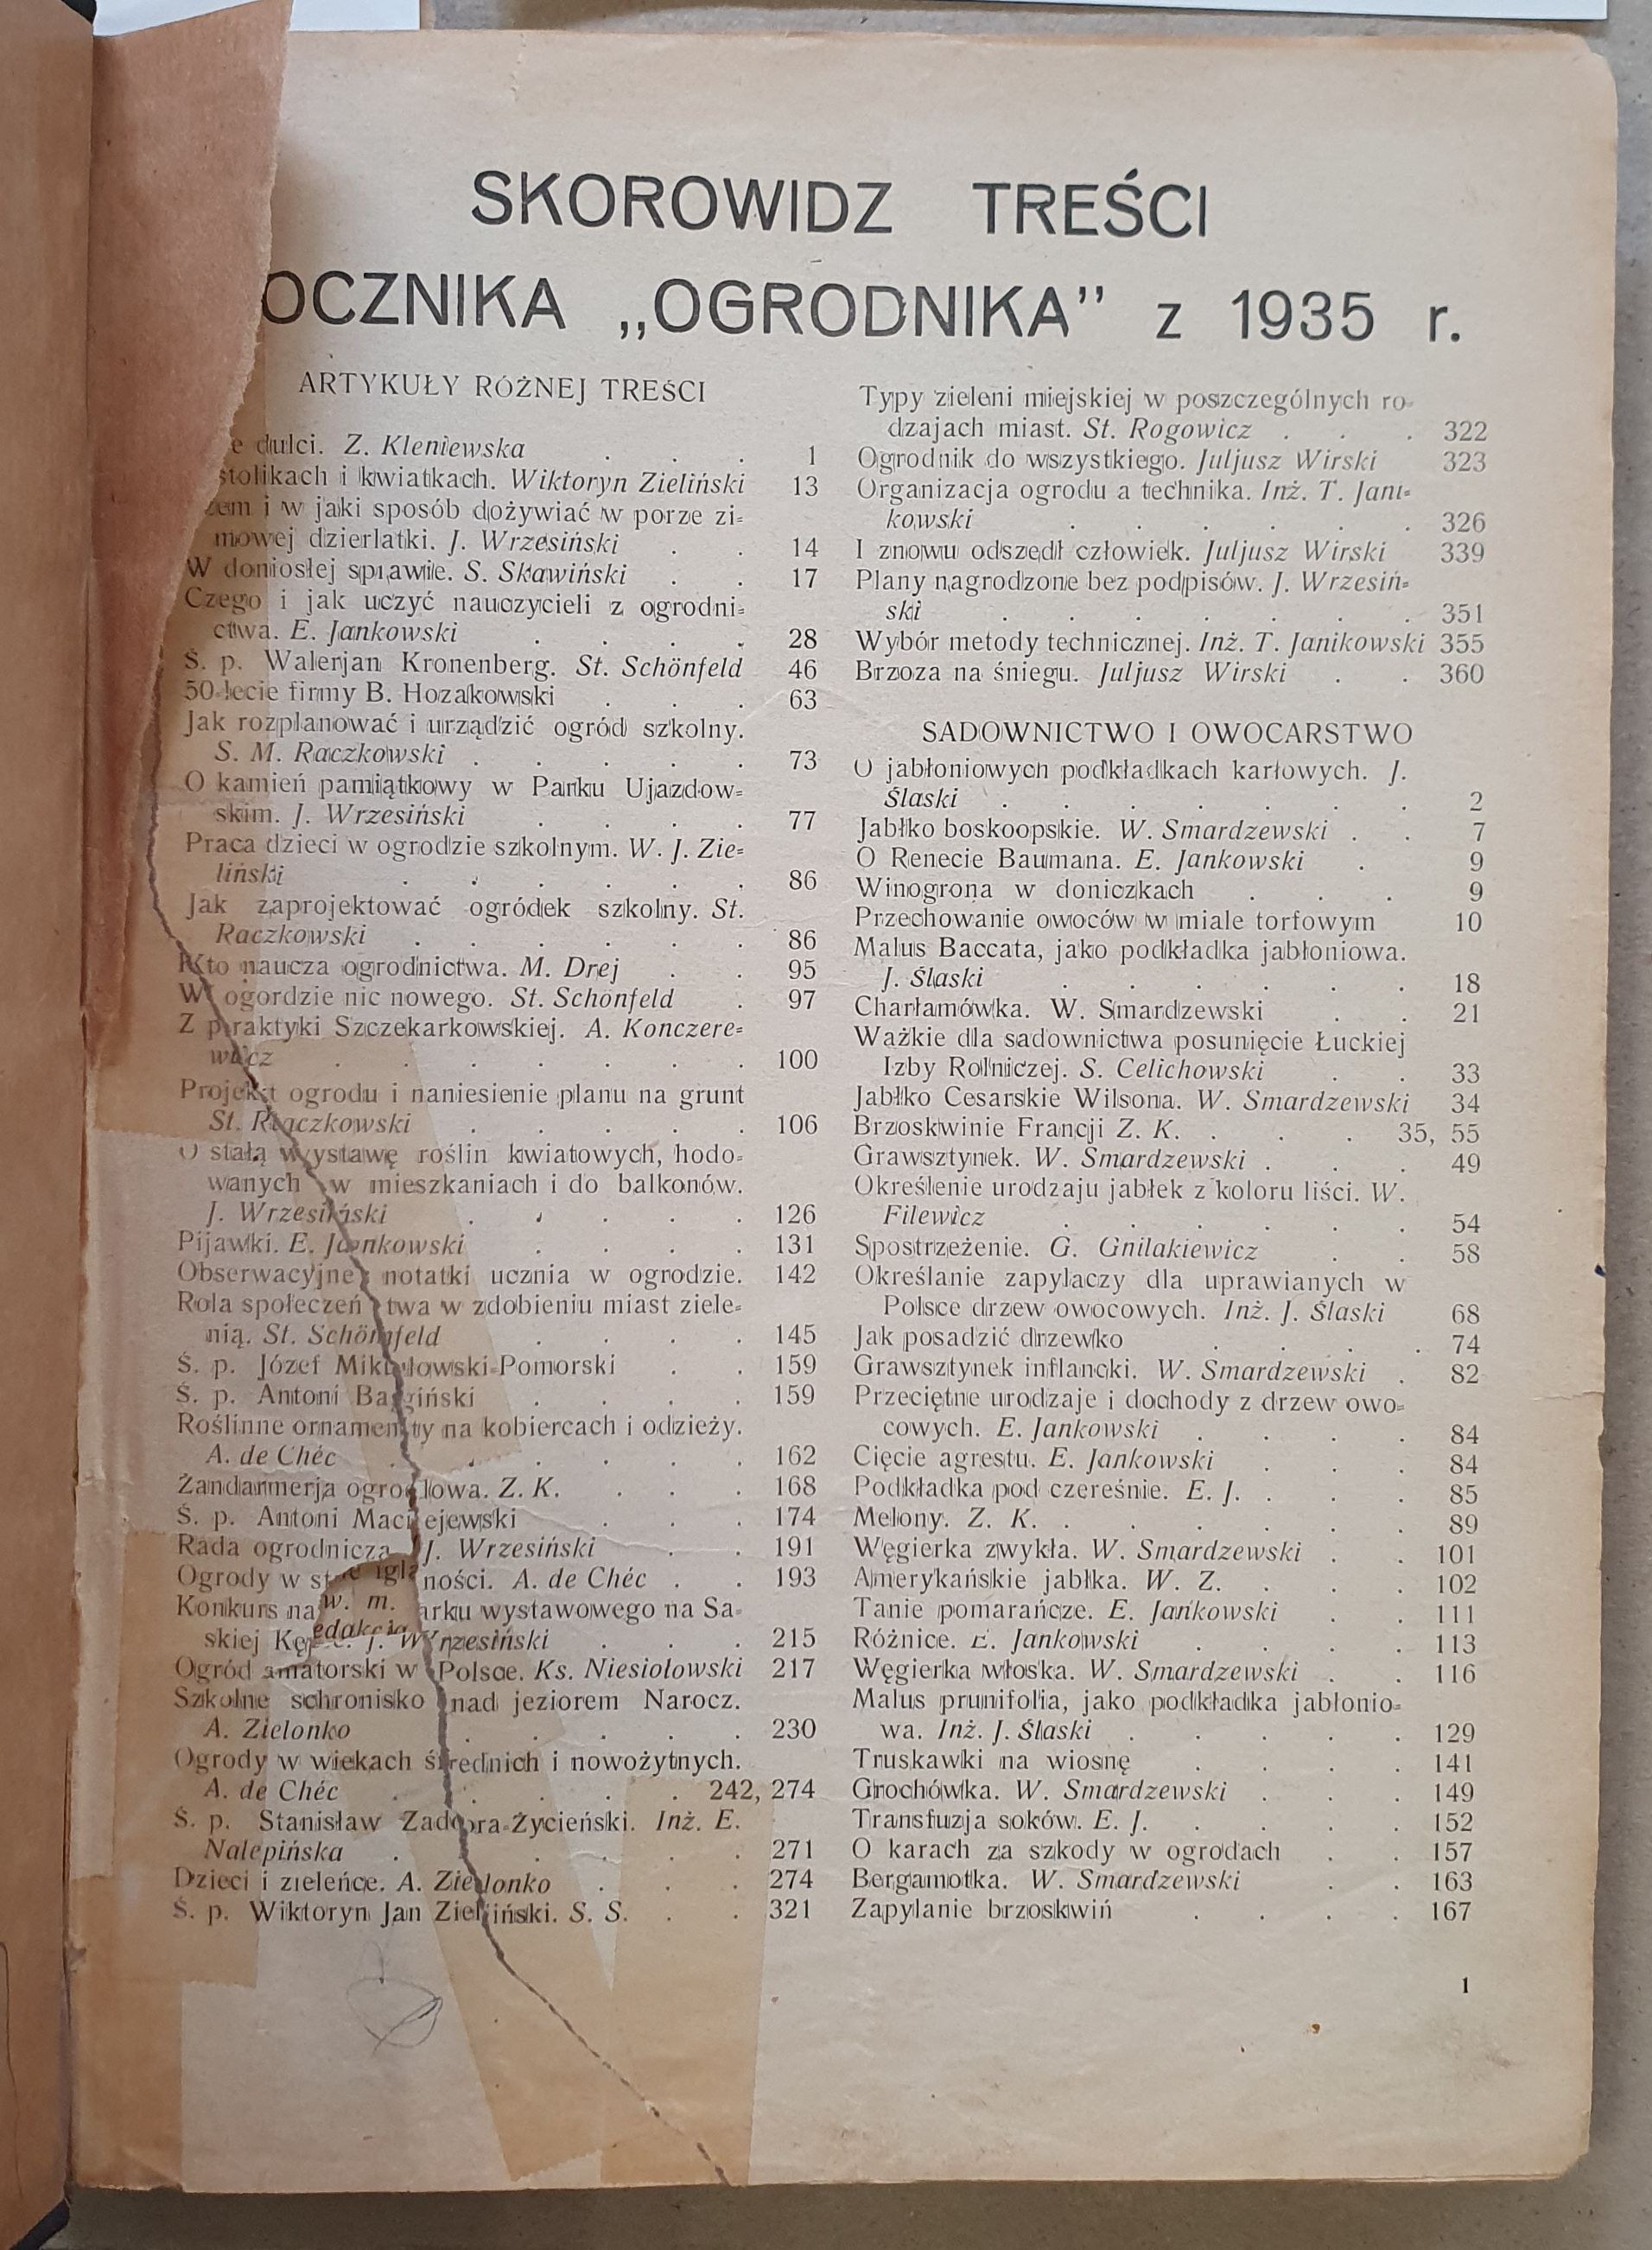 SKOROWIDZ TREŚCI
OCZNIKA „OGRODNIKA” z 1935 r.
ARTYKUŁY RÓŻNEJ TREŚCI
dulci. Z. Kleniewska . . . 1
stolikach i kwiatkach. Wiktoryn Zieliński 13
i w jaki sposób dożywiać w porze zi-
mowej dzierlatki. J. Wrzesiński . . 14
W doniosłej sprawie. S. Skawiński . . 17
Czego i jak uczyć nauczycieli z ogrodni-
ctwa. E. Jankowski . . . . 28
Ś. p. Walerjan Kronenberg. St. Schönfeld 46
50-lecie firmy B. Hozakowski . . . 63
Jak rozplanować i urządzić ogród szkolny.
S. M. Raczkowski . . . . . 73
O kamień pamiątkowy w Parku Ujazdow-
skim. J. Wrzesiński . . . . 77
Praca dzieci w ogrodzie szkolnym. W. J. Zie-
liński . . . . . . 86
Jak zaprojektować ogródek szkolny. St.
Raczkowski . . . . . . 86
Kto naucza ogrodnictwa. M. Drej . . 95
W ogordzie nic nowego. St. Schönfeld . 97
Z praktyki Szczekarkowskiej. A. Konczere-
wicz . . . . . . . 100
Projekt ogrodu i naniesienie planu na grunt
St. Raczkowski . . . . . 106
O stałą wystawę roślin kwiatowych, hodo-
wanych w mieszkaniach i do balkonów.
J. Wrzesiński . . . . . 126
Pijawki. E. Jankowski . . . . 131
Obserwacyjne notatki ucznia w ogrodzie. 142
Rola społeczeństwa w zdobieniu miast ziele-
nią. St. Schönfeld . . . . 145
Ś. p. Józef Mikułowski-Pomorski . . 159
Ś. p. Antoni Bagiński . . . . 159
Roślinne ornamenty na kobiercach i odzieży.
A. de Chéc . . . . . . 162
Żandarmerja ogrodowa. Z. K. . . . 168
Ś. p. Antoni Maciejewski . . . 174
Rada ogrodnicza J. Wrzesiński . . 191
Ogrody w ności. A. de Chéc . . 193
w. m.
Konkurs na arku wystawowego na Sa-
skiej Kęp J. Wrzesiński . . . 215
Ogród amatorski w Polsce. Ks. Niesiołowski 217
Szkolne schronisko nad jeziorem Narocz.
A. Zielonko . . . . . 230
Ogrody w wiekach średnich i nowożytnych.
A. de Chéc . . . . . 242, 274
Ś. p. Stanisław Zadora-Życieński. Inż. E.
Nalepińska . . . . . 271
Dzieci i zieleńce. A. Zielonko . . . 274
Ś. p. Wiktoryn Jan Zieliński. S. S. . . 321
Typy zieleni miejskiej w poszczególnych ro-
dzajach miast. St. Rogowicz . . . 322
Ogrodnik do wszystkiego. Juljusz Wirski 323
Organizacja ogrodu a technika. Inż. T. Jani-
kowski . . . . . . 326
I znowu odszedł człowiek. Juljusz Wirski 339
Plany nagrodzone bez podpisów. J. Wrzesiń-
ski . . . . . . . 351
Wybór metody technicznej. Inż. T. Janikowski 355
Brzoza na śniegu. Juljusz Wirski . . 360
SADOWNICTWO I OWOCARSTWO
O jabłoniowych podkładkach karłowych. J.
Ślaski . . . . . . . 2
Jabłko boskoopskie. W. Smardzewski . . 7
O Renecie Baumana. E. Jankowski . 9
Winogrona w doniczkach . . . 9
Przechowanie owoców w miale torfowym 10
Malus Baccata, jako podkładka jabłoniowa.
J. Ślaski . . . . . . 18
Charłamówka. W. Smardzewski . . 21
Ważkie dla sadownictwa posunięcie Łuckiej
Izby Rolniczej. S. Celichowski . . 33
Jabłko Cesarskie Wilsona. W. Smardzewski 34
Brzoskwinie Francji Z. K. . . . 35, 55
Grawsztynek. W. Smardzewski . . . 49
Określenie urodzaju jabłek z koloru liści. W.
Filewicz . . . . . . 54
Spostrzeżenie. G. Gnilakiewicz . . 58
Określanie zapylaczy dla uprawianych w
Polsce drzew owocowych. Inż. J. Ślaski 68
Jak posadzić drzewko . . . . 74
Grawsztynek inflancki. W. Smardzewski . 82
Przeciętne urodzaje i dochody z drzew owo-
cowych. E. Jankowski . . . . 84
Cięcie agrestu. E. Jankowski . . . 84
Podkładka pod czereśnie. E. J. . . . 85
Melony. Z. K. . . . . . . 89
Węgierka zwykła. W. Smardzewski . . 101
Amerykańskie jabłka. W. Z. . . . 102
Tanie pomarańcze. E. Jankowski . . 111
Różnice. E. Jankowski . . . . 113
Węgierka włoska. W. Smardzewski . . 116
Malus prunifolia, jako podkładka jabłonio-
wa. Inż. J. Ślaski . . . . . 129
Truskawki na wiosnę . . . . 141
Grochówka. W. Smardzewski . . . 149
Transfuzja soków. E. J. . . . . 152
O karach za szkody w ogrodach . . 157
Bergamotka. W. Smardzewski . . 163
Zapylanie brzoskwiń . . . . 167
1